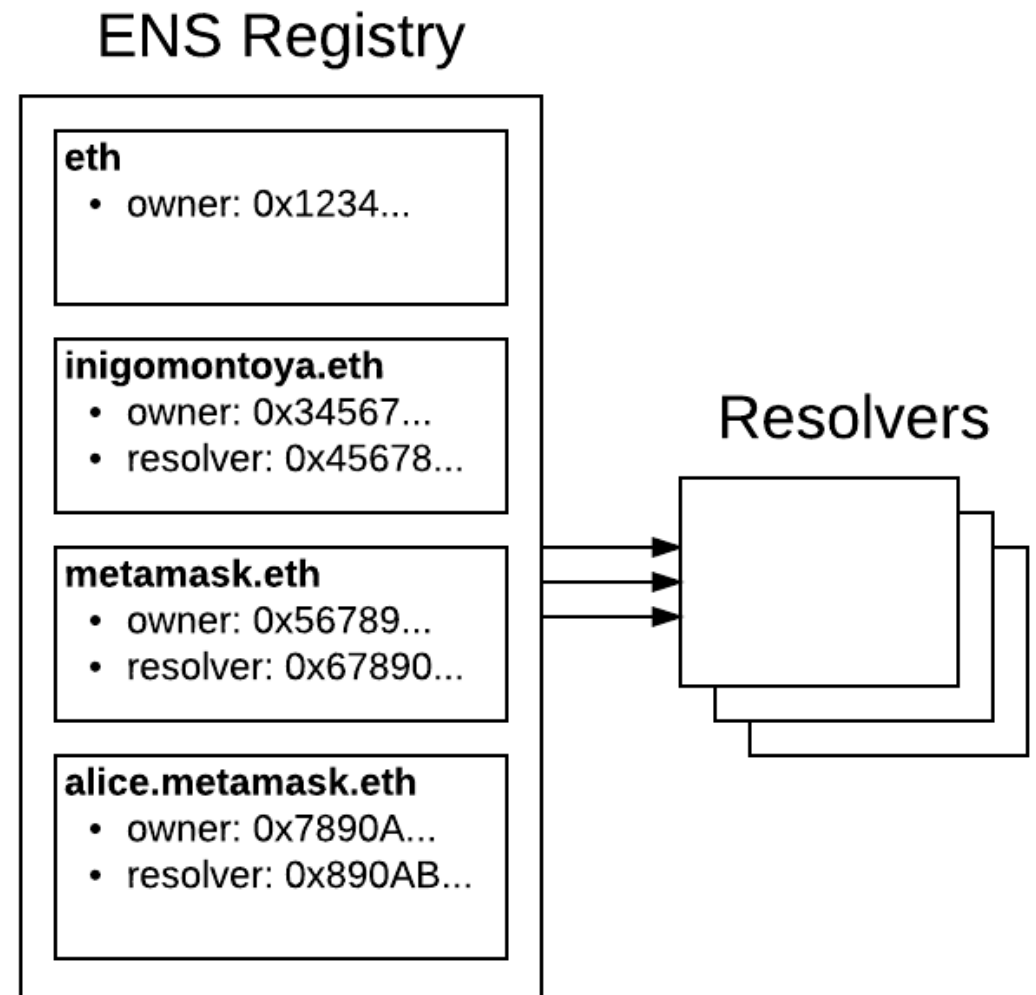 ENS Registry
eth
• owner: 0x1234...
inigomontoya.eth
• owner: 0x34567...
• resolver: 0x45678...
Resolvers
metamask.eth
• owner: 0x56789...
• resolver: 0x67890...
alice.metamask.eth
• owner: 0x7890A...
• resolver: 0x890AB...